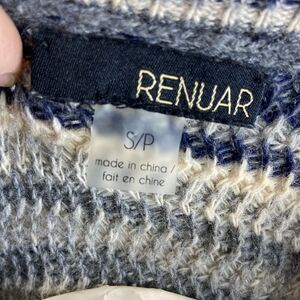 RENUAR
S/P
made in china /
fait en chine